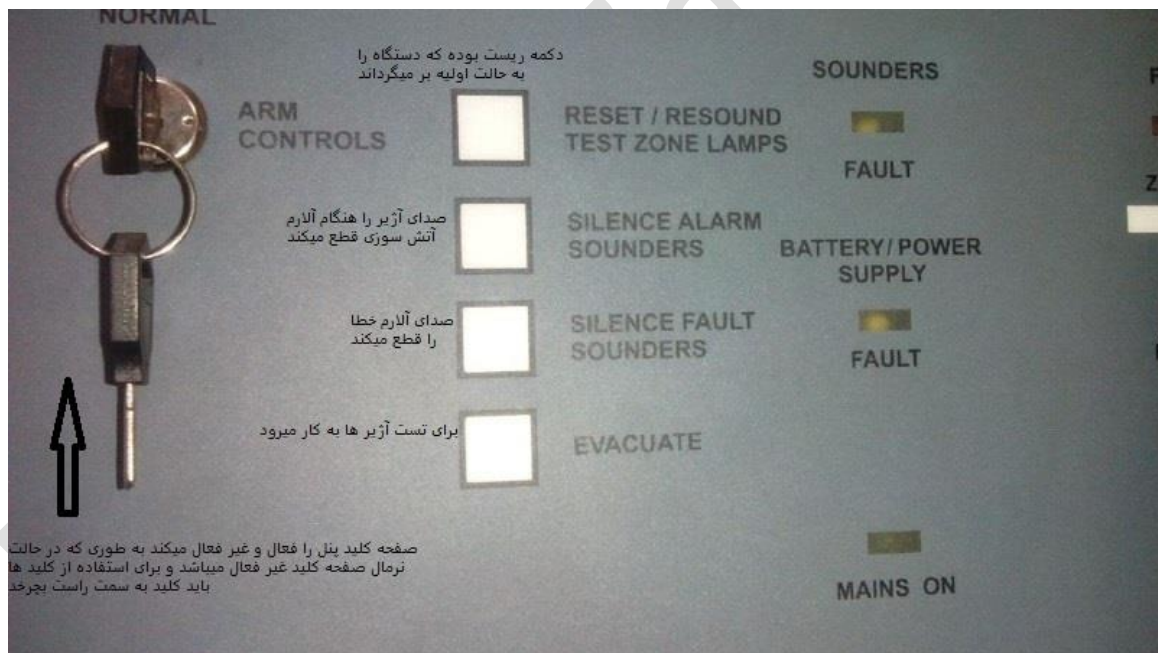 NORMAL
دکمه ریست بوده که دستگاه را
به حالت اولیه بر میگرداند
ARM
CONTROLS
RESET / RESOUND
TEST ZONE LAMPS
SOUNDERS
FAULT
صدای آژیر را هنگام آلارم
آتش سوزی قطع میکند
SILENCE ALARM
SOUNDERS
BATTERY/ POWER
SUPPLY
FAULT
صدای آلارم خطا
را قطع میکند
SILENCE FAULT
SOUNDERS
برای تست آژیر ها به کار میرود
EVACUATE
صفحه کلید پنل را فعال و غیر فعال میکند به طوری که در حالت
نرمال صفحه کلید غیر فعال میباشد و برای استفاده از کلید ها
باید کلید به سمت راست بچرخد
MAINS ON